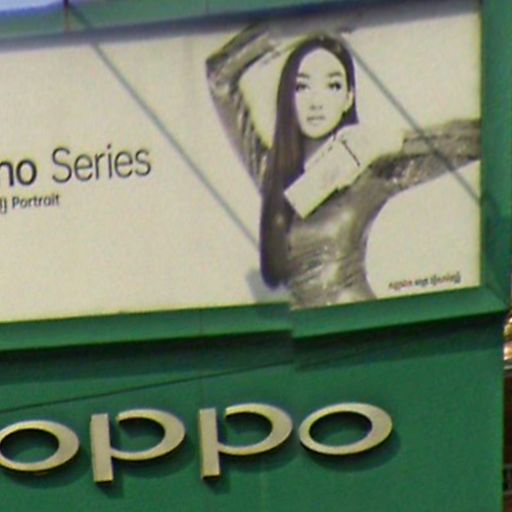 no Series
Portrait
oppo